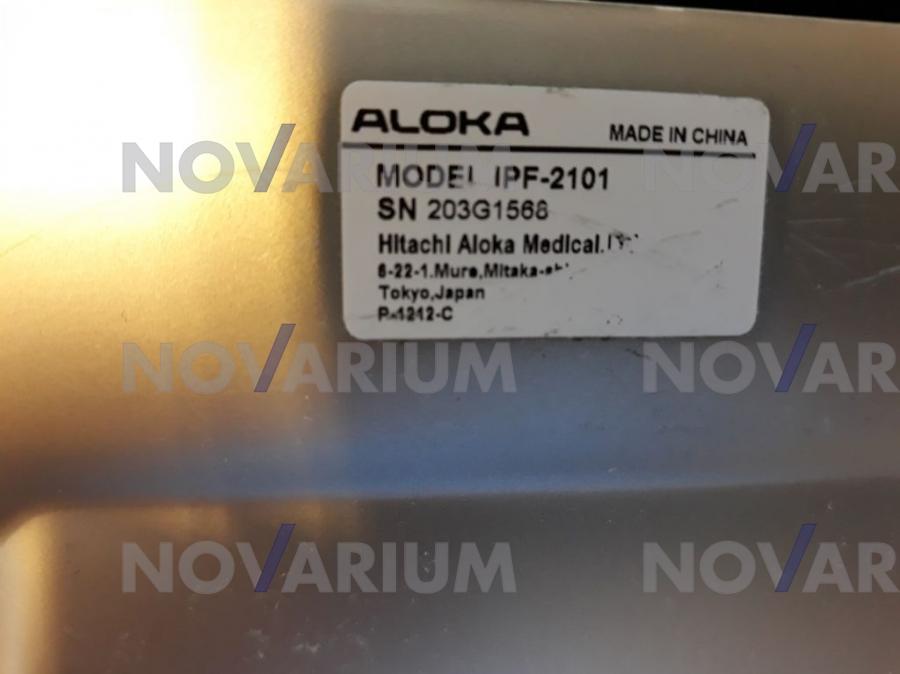 ALOKA
MADE IN CHINA
MODEL IPF-2101
SN 203G1568
Hitachi Aloka Medical.
6-22-1.Mure,Mitaka-
Tokyo,Japan
P-1212-C
NOVARIUM NOVAR
NOVARIUM NOVAR
NOVARIUM NOVAR